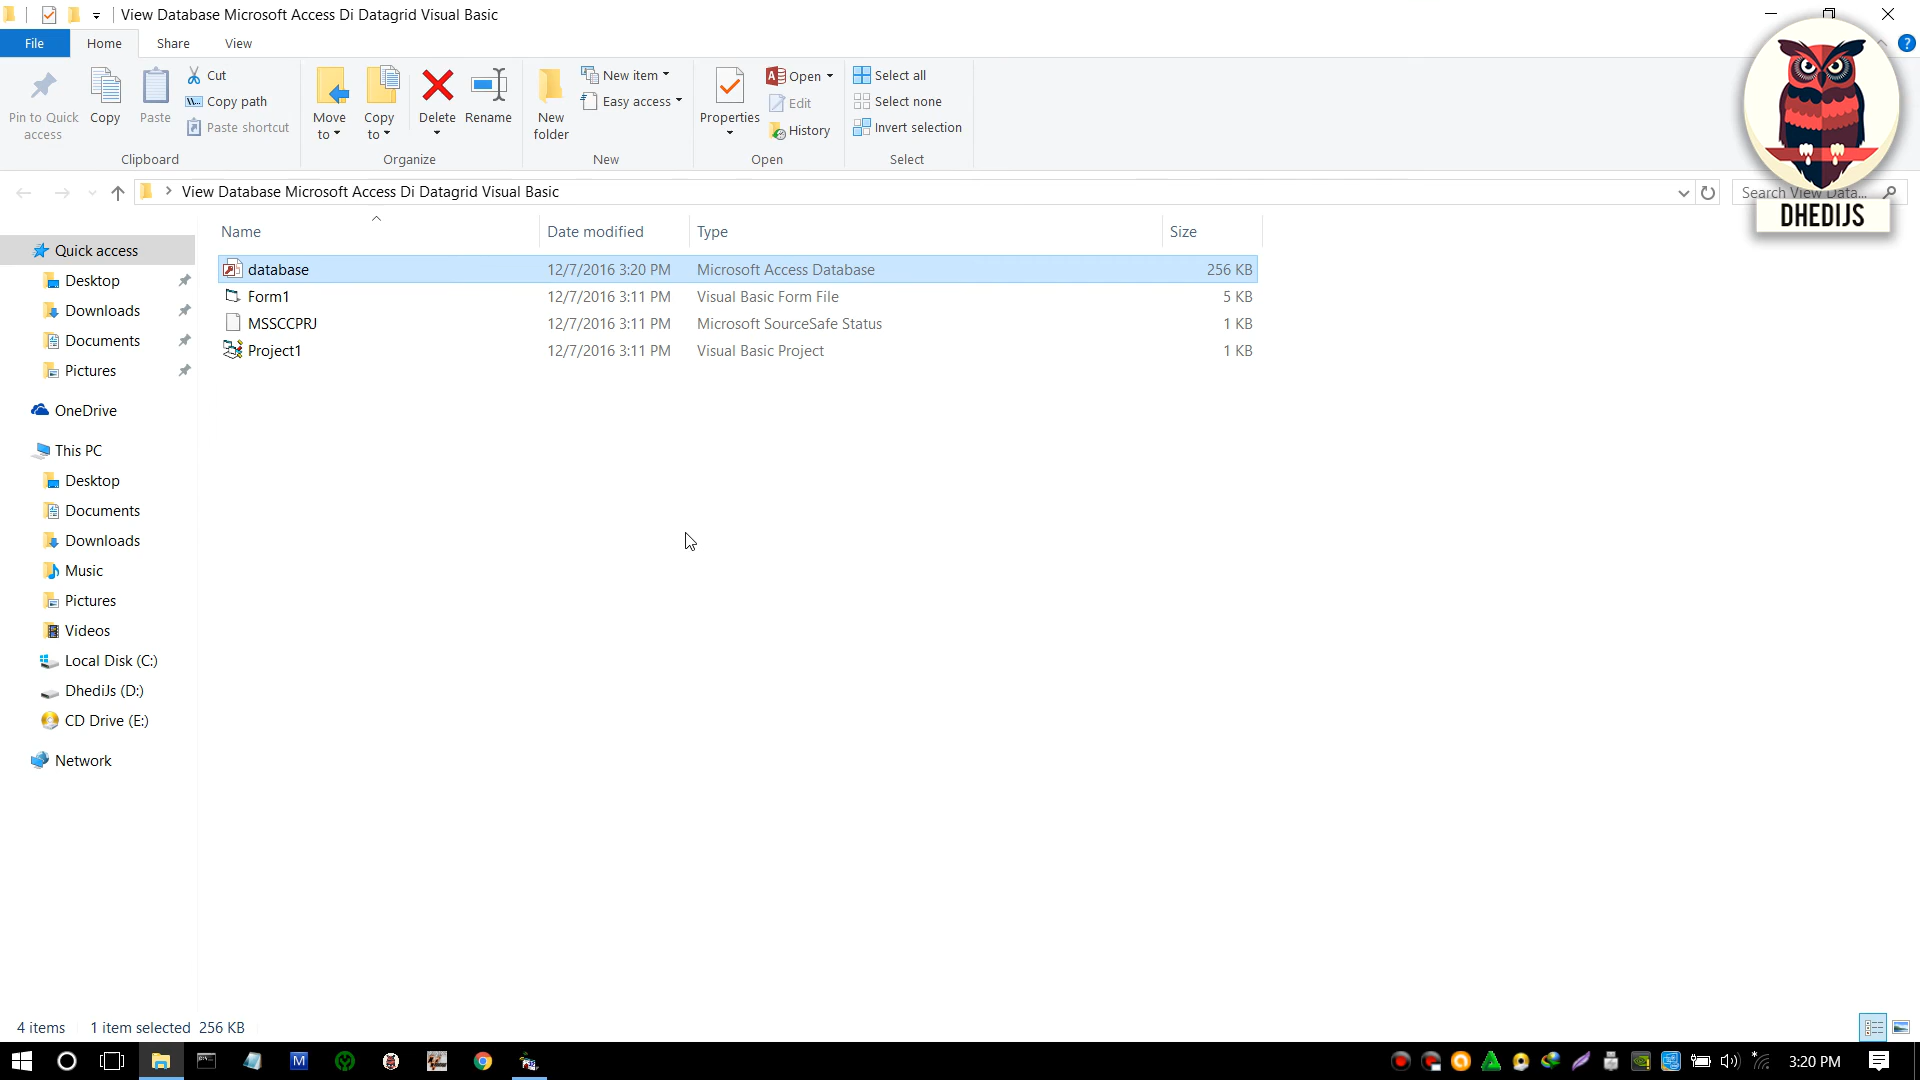 View Database Microsoft Access Di Datagrid Visual Basic
File Home Share View
Pin to Quick access
Copy
Paste
Cut
Copy path
Paste shortcut
Clipboard
Move to
Copy to
Delete
Rename
Organize
New folder
New item
Easy access
New
Properties
Open
Edit
History
Open
Select all
Select none
Invert selection
Select
DHEDIJS
View Database Microsoft Access Di Datagrid Visual Basic
Search View Data...
Name Date modified Type Size
database 12/7/2016 3:20 PM Microsoft Access Database 256 KB
Form1 12/7/2016 3:11 PM Visual Basic Form File 5 KB
MSSCCPRJ 12/7/2016 3:11 PM Microsoft SourceSafe Status 1 KB
Project1 12/7/2016 3:11 PM Visual Basic Project 1 KB
Quick access
Desktop
Downloads
Documents
Pictures
OneDrive
This PC
Desktop
Documents
Downloads
Music
Pictures
Videos
Local Disk (C:)
DhediJs (D:)
CD Drive (E:)
Network
4 items 1 item selected 256 KB
3:20 PM